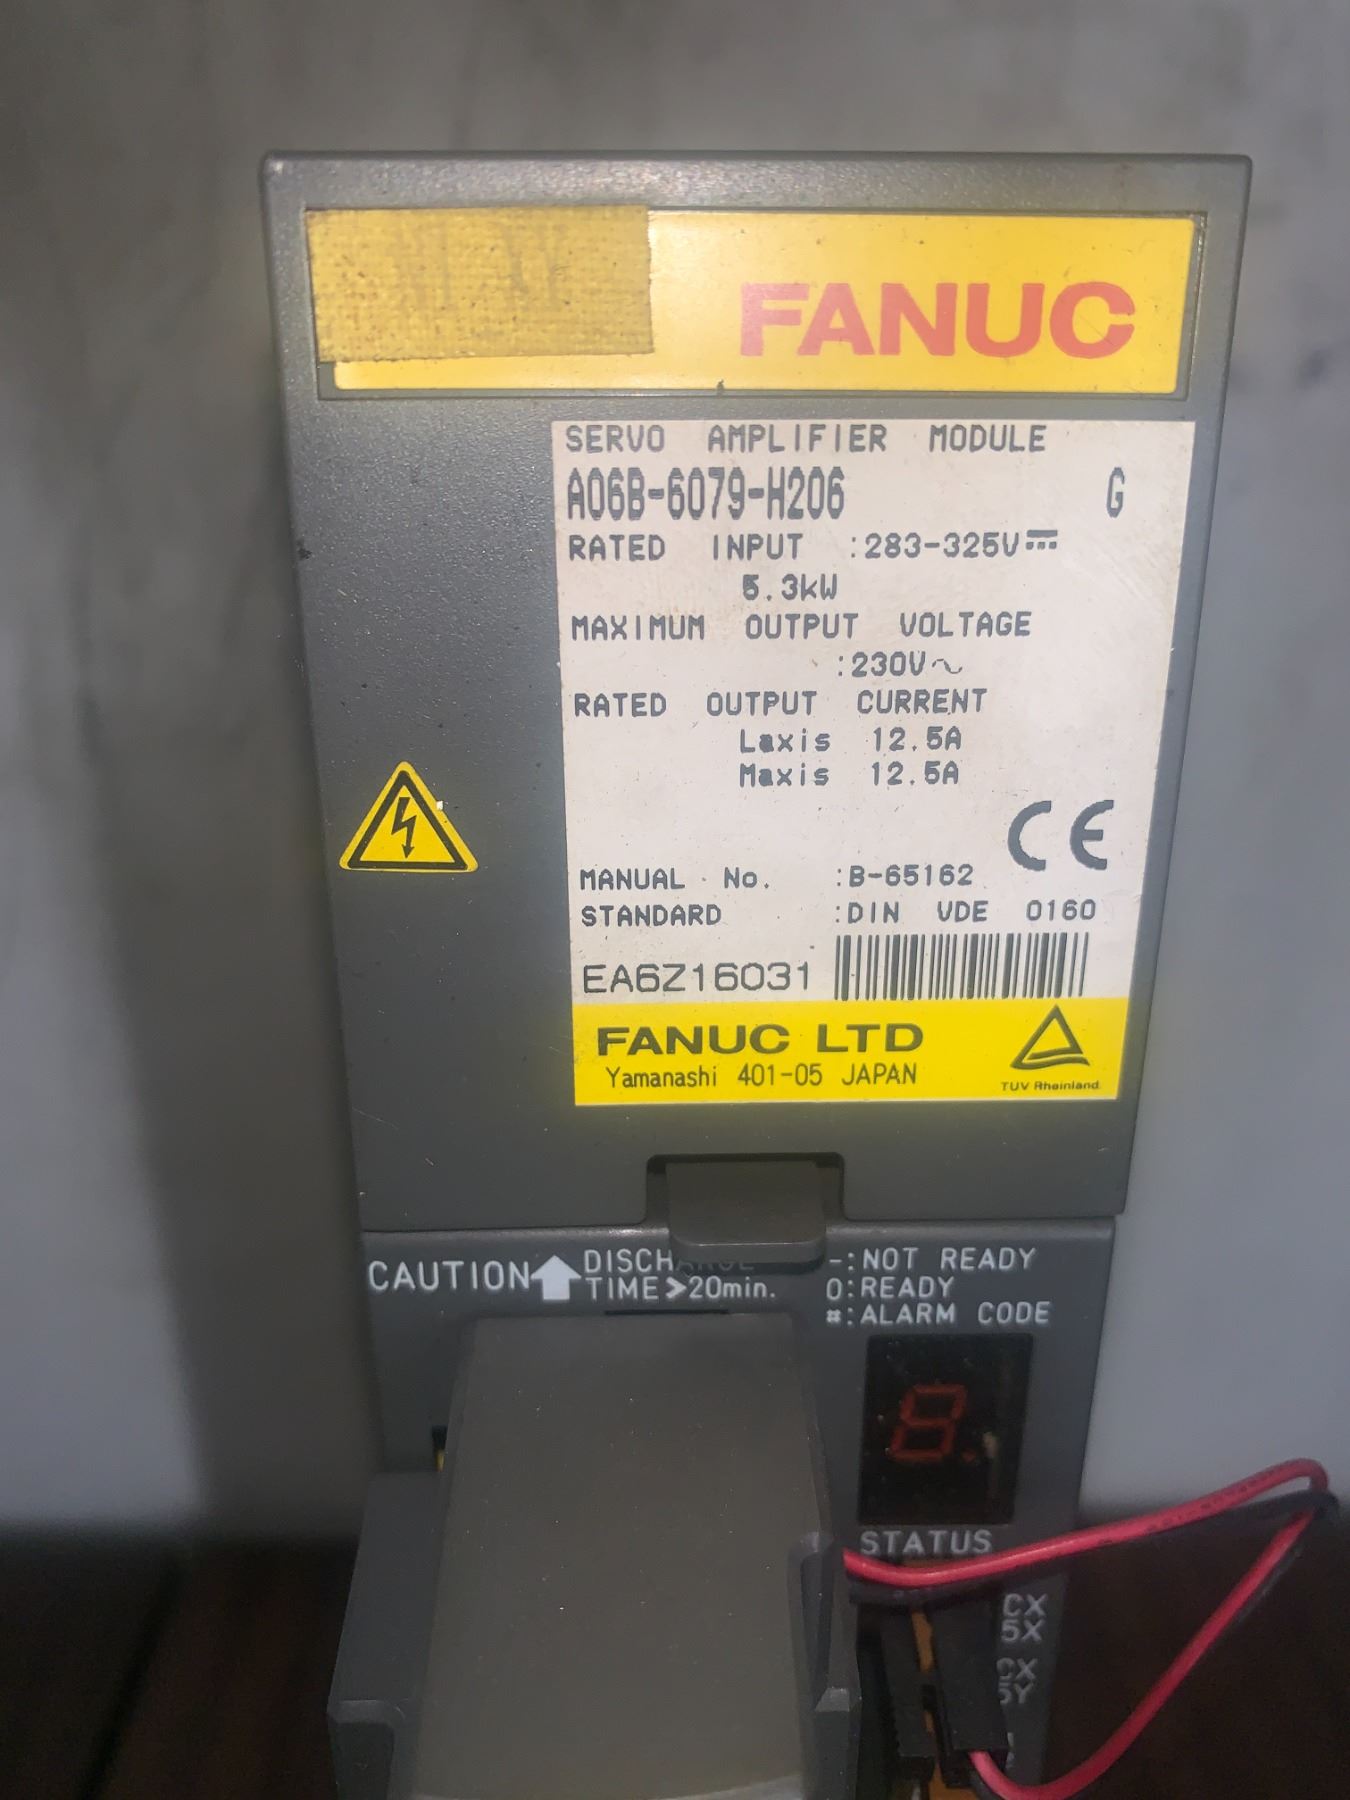 FANUC
SERVO AMPLIFIER MODULE
A06B-6079-H206 G
RATED INPUT :283-325V⎓
5.3kW
MAXIMUM OUTPUT VOLTAGE
:230V~
RATED OUTPUT CURRENT
Laxis 12.5A
Maxis 12.5A
CE
MANUAL No. :B-65162
STANDARD :DIN VDE 0160
EA6Z16031
FANUC LTD
Yamanashi 401-05 JAPAN
TUV Rheinland
CAUTION
DISCHARGE
TIME>20min.
-:NOT READY
0:READY
#:ALARM CODE
8.
STATUS
CX
5X
CX
5Y